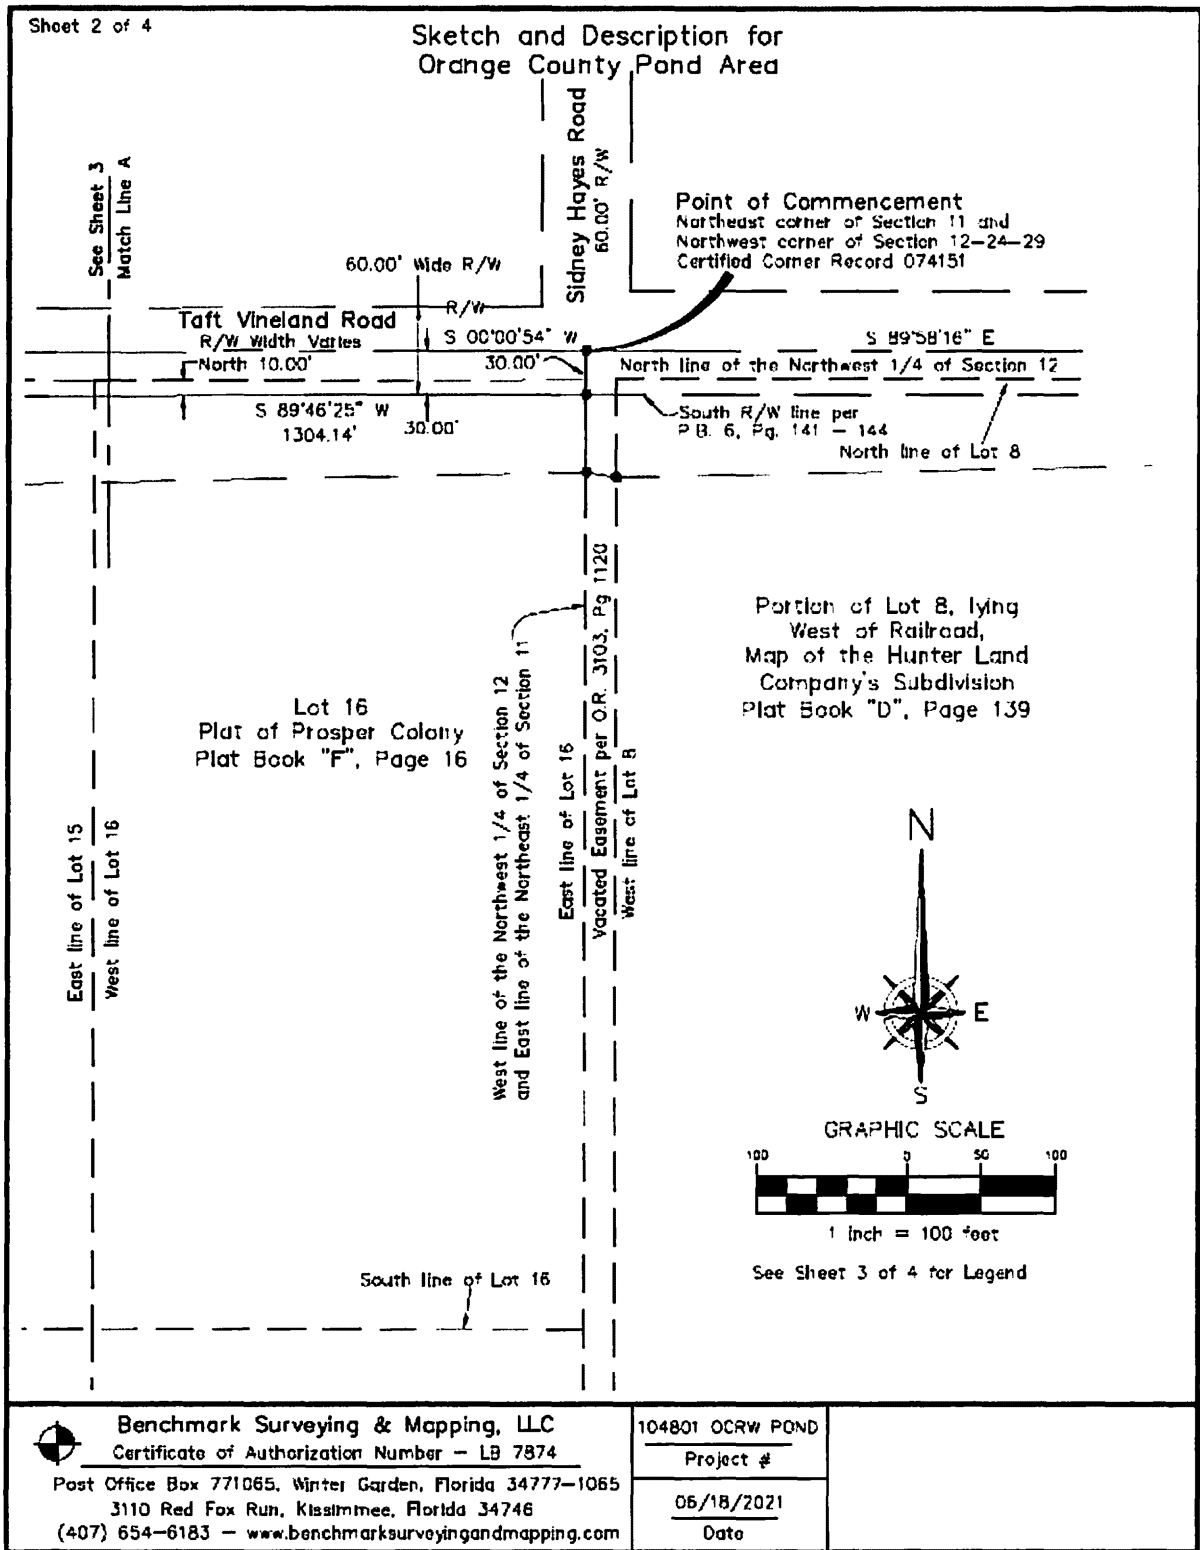 Sheet 2 of 4
Sketch and Description for
Orange County Pond Area
See Sheet 3
Match Line A
Sidney Hayes Road
60.00' R/W
Point of Commencement
Northeast corner of Section 11 and
Northwest corner of Section 12-24-29
Certified Corner Record 074151
60.00' Wide R/W
R/W
Taft Vineland Road
R/W Width Varies
S 00°00'54" W
S 89°58'16" E
North 10.00'
30.00'
North line of the Northwest 1/4 of Section 12
S 89°46'25" W
1304.14'
30.00'
South R/W line per
P.B. 6, Pg. 141 - 144
North line of Lot 8
West line of the Northwest 1/4 of Section 12
and East line of the Northeast 1/4 of Section 11
East line of Lot 16
Vacated Easement per O.R. 3103, Pg 1120
West line of Lot 8
Portion of Lot 8, lying
West of Railroad,
Map of the Hunter Land
Company's Subdivision
Plat Book "D", Page 139
Lot 16
Plat of Prosper Colony
Plat Book "F", Page 16
East line of Lot 15
West line of Lot 16
N
W
E
S
GRAPHIC SCALE
100 0 50 100
1 inch = 100 feet
See Sheet 3 of 4 for Legend
South line of Lot 16
Benchmark Surveying & Mapping, LLC
Certificate of Authorization Number - LB 7874
Post Office Box 771065, Winter Garden, Florida 34777-1065
3110 Red Fox Run, Kissimmee, Florida 34746
(407) 654-6183 - www.benchmarksurveyingandmapping.com
104801 OCRW POND
Project #
06/18/2021
Date